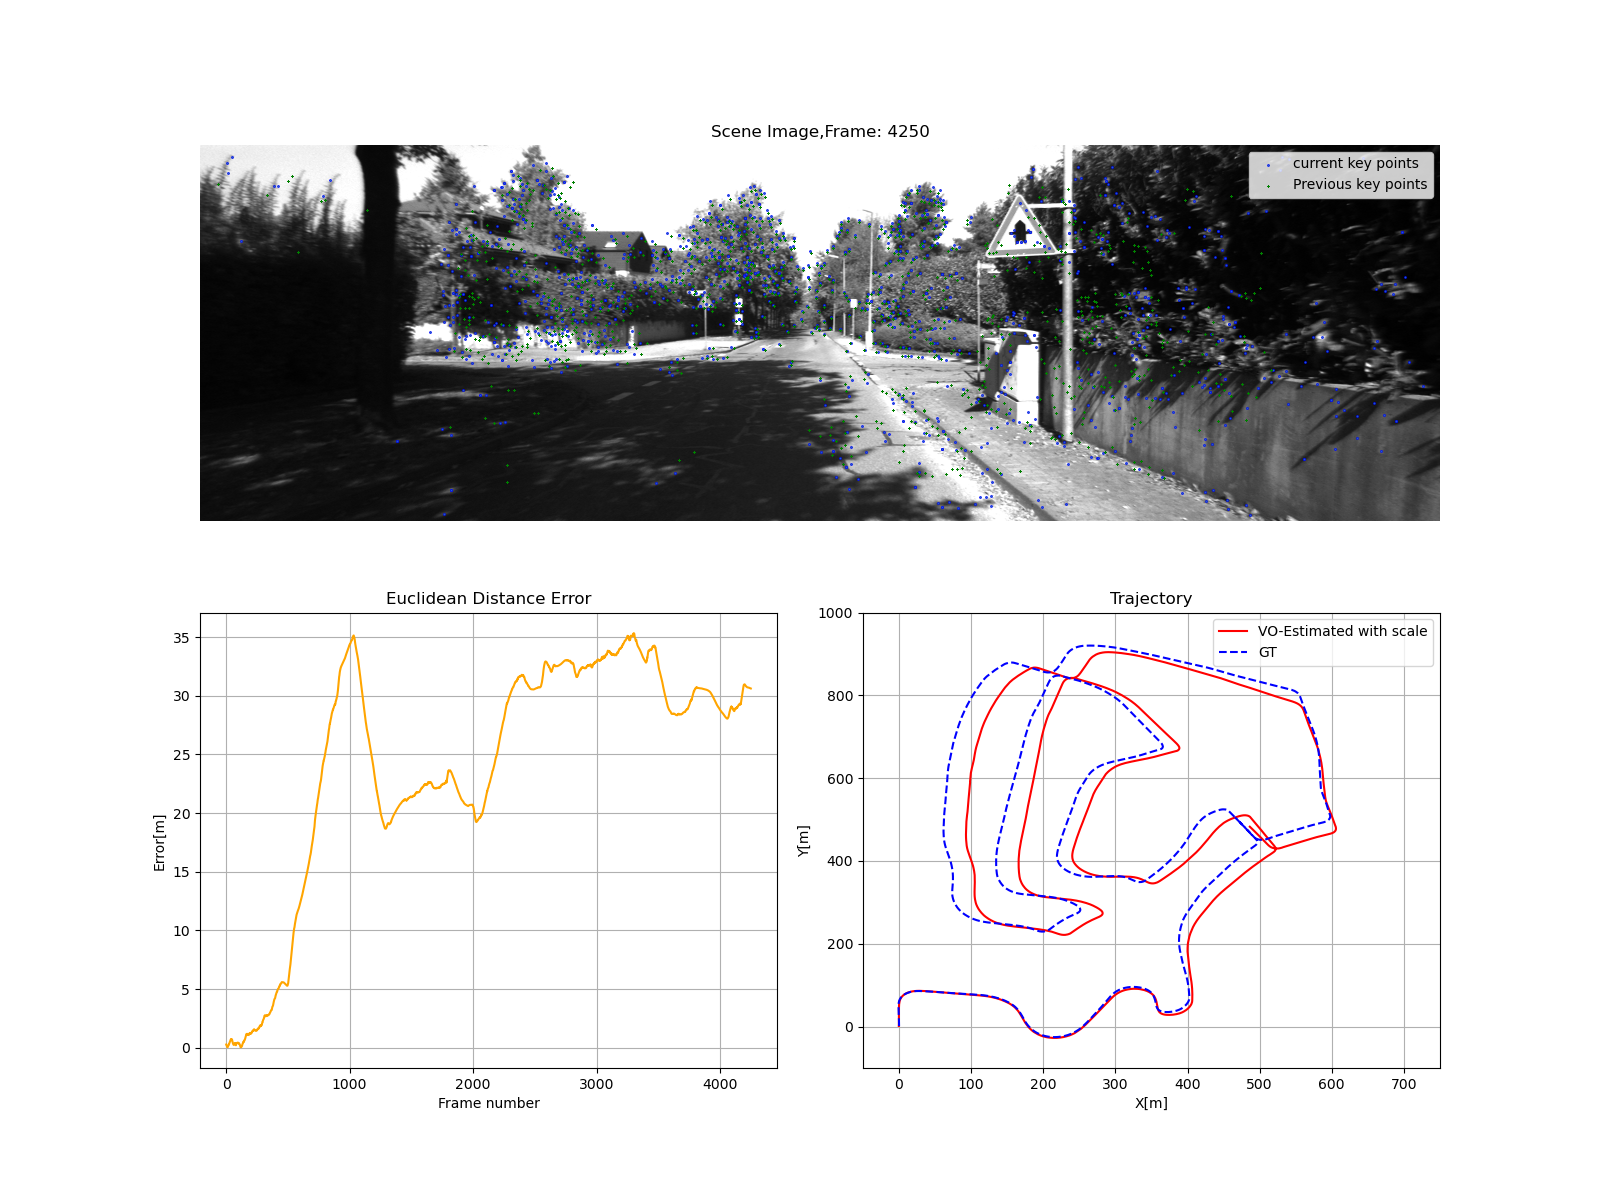 Scene Image,Frame: 4250
current key points
Previous key points
Euclidean Distance Error
35
30
25
20
15
10
5
0
Error[m]
0 1000 2000 3000 4000
Frame number
Trajectory
VO-Estimated with scale
GT
1000
800
600
400
200
0
Y[m]
0 100 200 300 400 500 600 700
X[m]